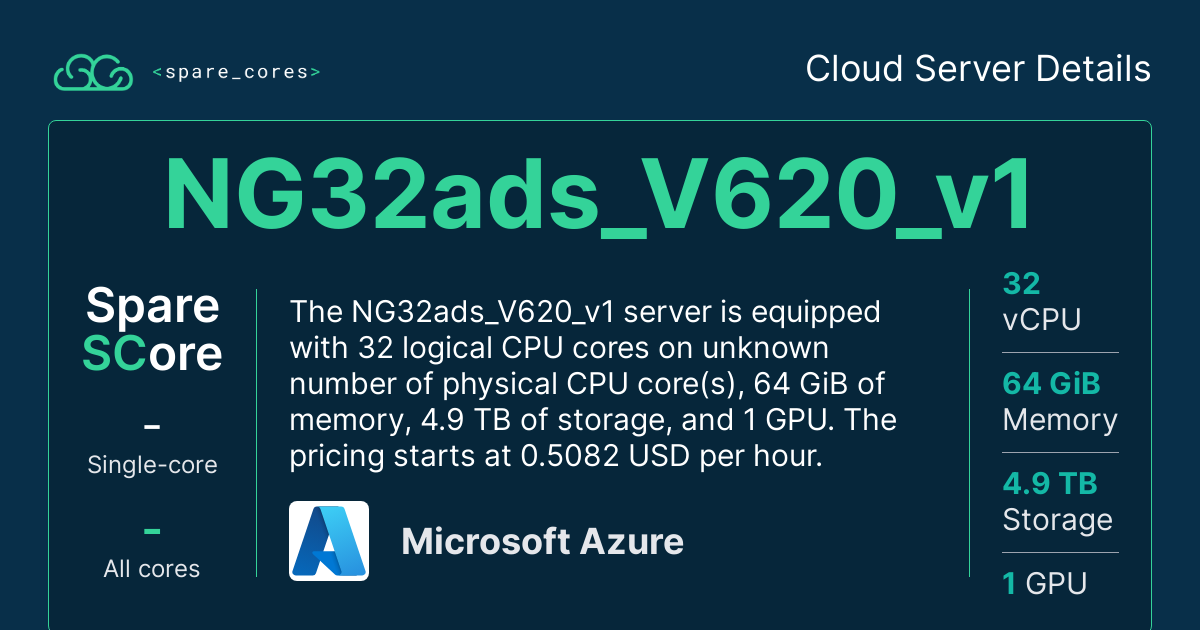 <spare_cores>
Cloud Server Details
NG32ads_V620_v1
Spare
SCore
–
Single-core
–
All cores
The NG32ads_V620_v1 server is equipped
with 32 logical CPU cores on unknown
number of physical CPU core(s), 64 GiB of
memory, 4.9 TB of storage, and 1 GPU. The
pricing starts at 0.5082 USD per hour.
Microsoft Azure
32
vCPU
64 GiB
Memory
4.9 TB
Storage
1 GPU